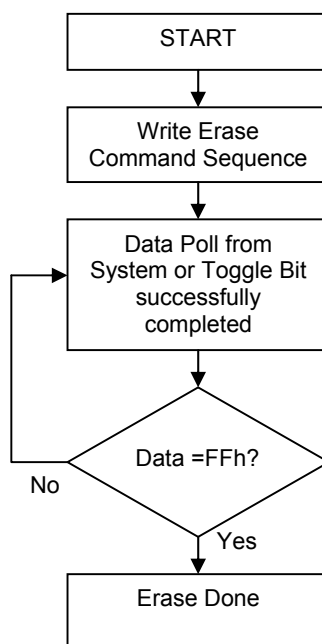 START
Write Erase
Command Sequence
Data Poll from
System or Toggle Bit
successfully
completed
Data =FFh?
No
Yes
Erase Done